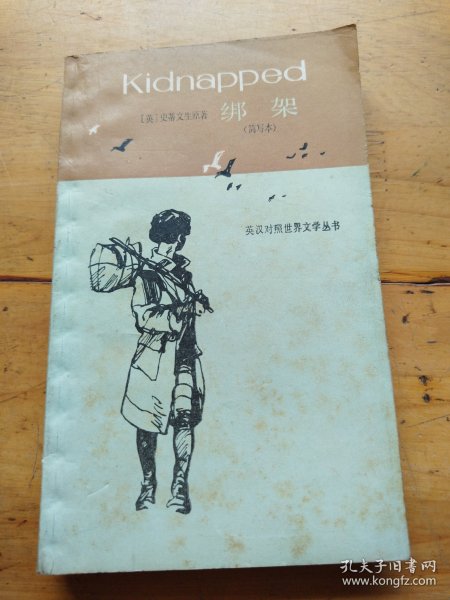 Kidnapped
[英]史蒂文生原著 绑架
(简写本)
英汉对照世界文学丛书
孔夫子旧书网
www.kongfz.com